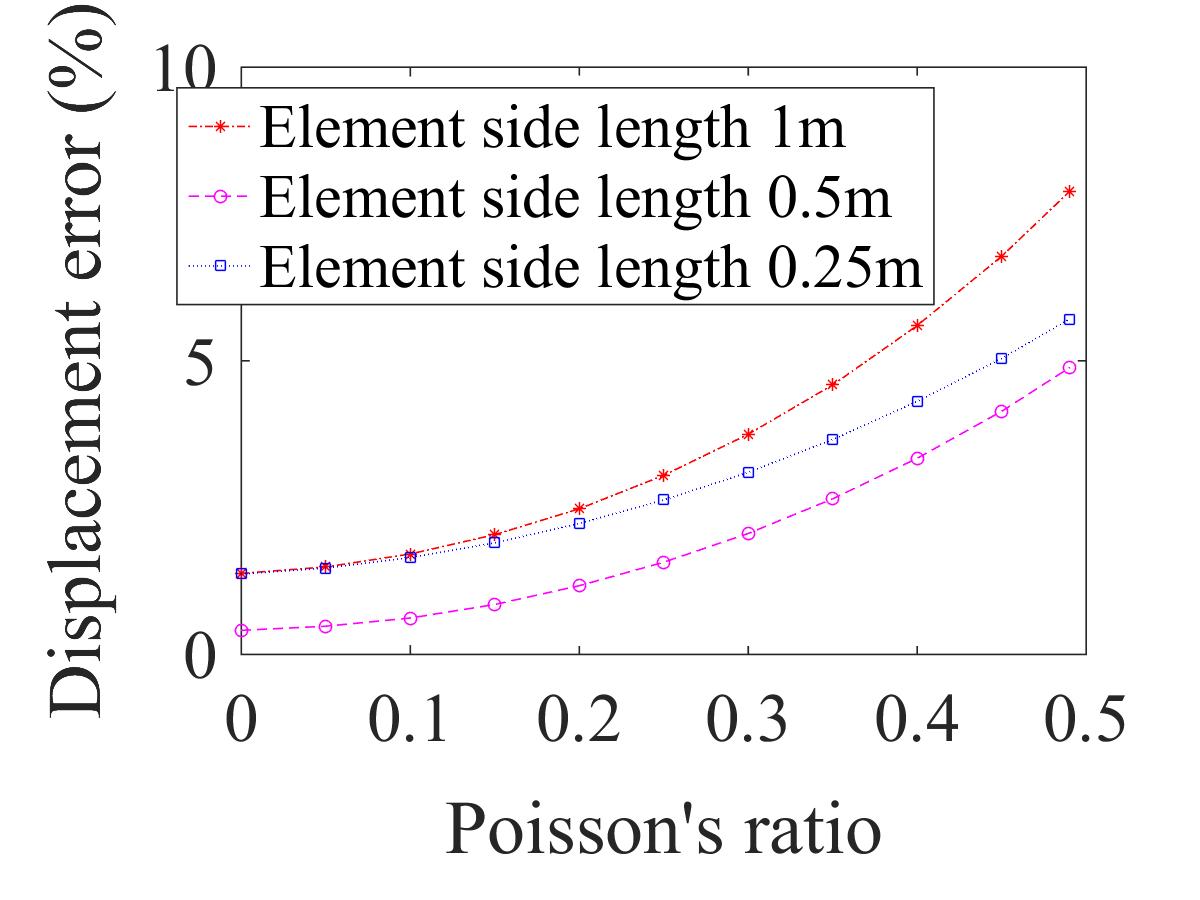 Displacement error (%)
10
5
0
Element side length 1m
Element side length 0.5m
Element side length 0.25m
0 0.1 0.2 0.3 0.4 0.5
Poisson's ratio